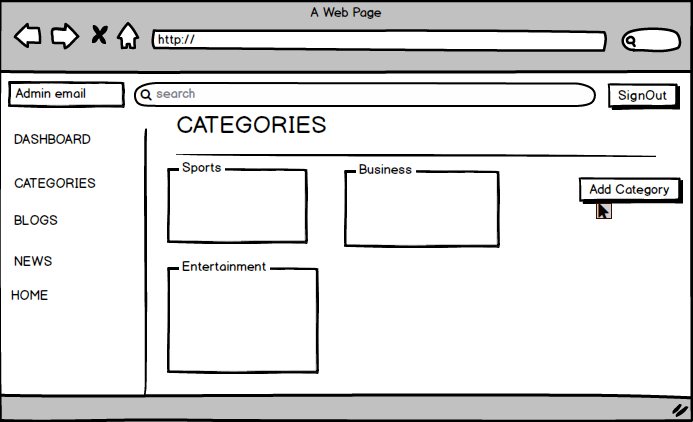 A Web Page
http://
Admin email
search
SignOut
CATEGORIES
DASHBOARD
CATEGORIES
BLOGS
NEWS
HOME
Sports
Business
Add Category
Entertainment